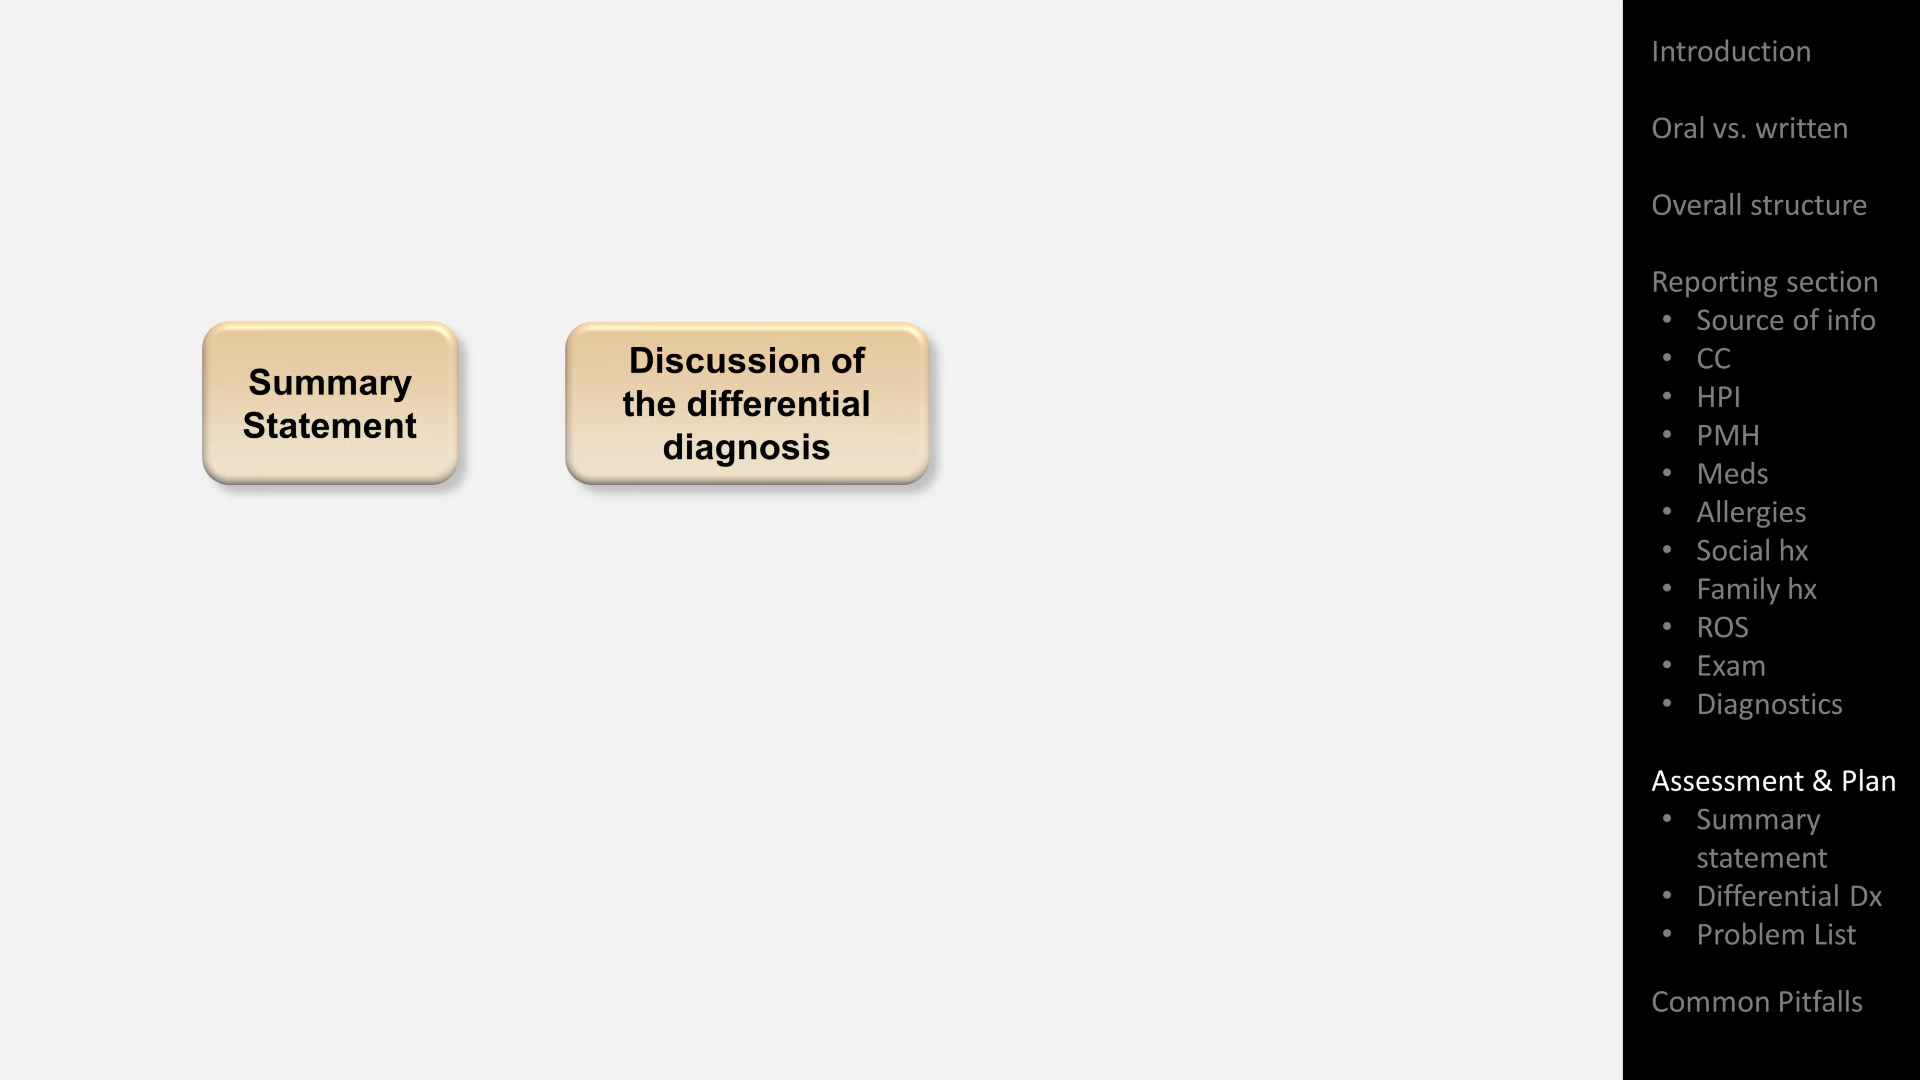 Summary
Statement
Discussion of
the differential
diagnosis
Introduction
Oral vs. written
Overall structure
Reporting section
• Source of info
• CC
• HPI
• PMH
• Meds
• Allergies
• Social hx
• Family hx
• ROS
• Exam
• Diagnostics
Assessment & Plan
• Summary
statement
• Differential Dx
• Problem List
Common Pitfalls